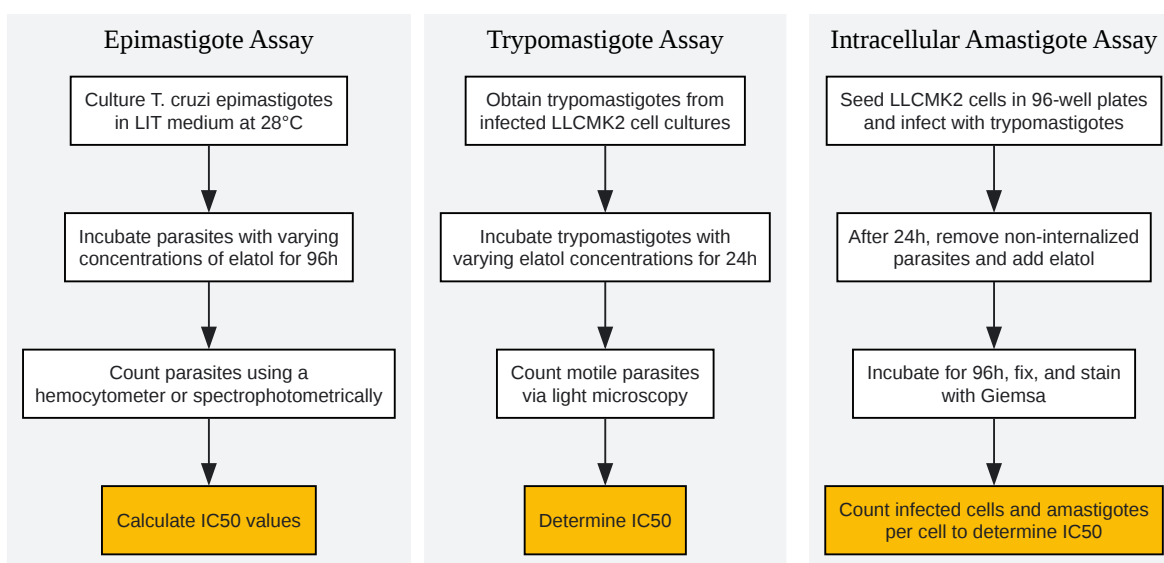 Epimastigote Assay
Culture T. cruzi epimastigotes
in LIT medium at 28°C
Incubate parasites with varying
concentrations of elatol for 96h
Count parasites using a
hemocytometer or spectrophotometrically
Calculate IC50 values
Trypomastigote Assay
Obtain trypomastigotes from
infected LLCMK2 cell cultures
Incubate trypomastigotes with
varying elatol concentrations for 24h
Count motile parasites
via light microscopy
Determine IC50
Intracellular Amastigote Assay
Seed LLCMK2 cells in 96-well plates
and infect with trypomastigotes
After 24h, remove non-internalized
parasites and add elatol
Incubate for 96h, fix, and stain
with Giemsa
Count infected cells and amastigotes
per cell to determine IC50